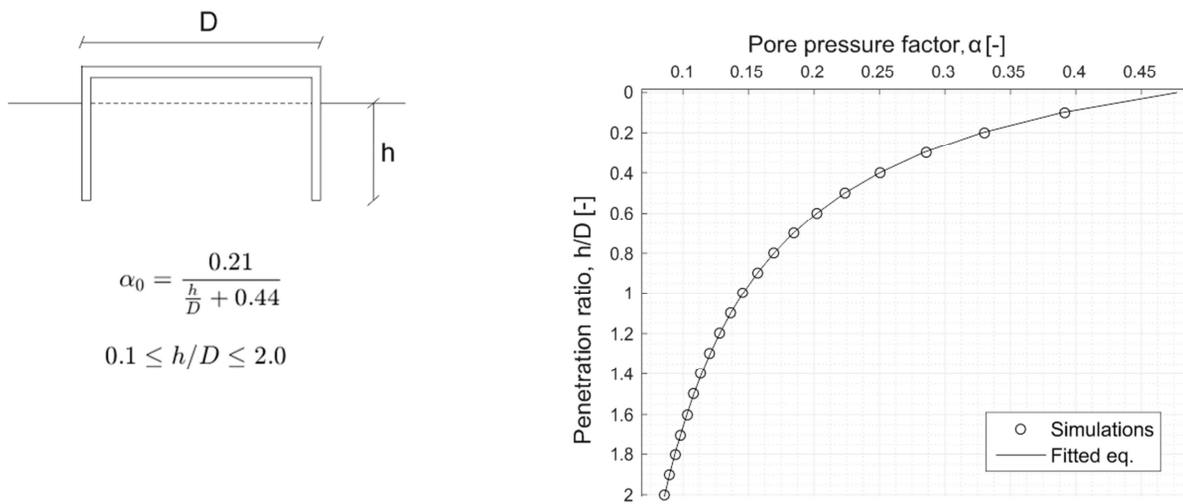 D
h
α₀ = 0.21 / (h/D + 0.44)
0.1 ≤ h/D ≤ 2.0
Pore pressure factor, α [-]
0.1 0.15 0.2 0.25 0.3 0.35 0.4 0.45
Penetration ratio, h/D [-]
0
0.2
0.4
0.6
0.8
1
1.2
1.4
1.6
1.8
2
Simulations
Fitted eq.